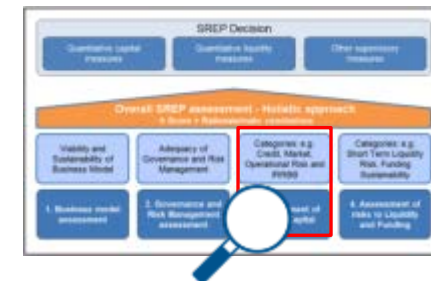 SREP Decision
Quantitative capital
measures
Quantitative liquidity
measures
Other supervisory
measures
Overall SREP assessment - Holistic approach
Viability and
Sustainability of
Business Model
Adequacy of
Governance and Risk
Management
Categories: e.g.
Credit, Market,
Operational Risk and
IRRBB
Categories: e.g.
Short Term Liquidity
Risk, Funding
Sustainability
1. Business model
assessment
2. Governance and
Risk Management
assessment
4. Assessment of
risks to Liquidity
and Funding